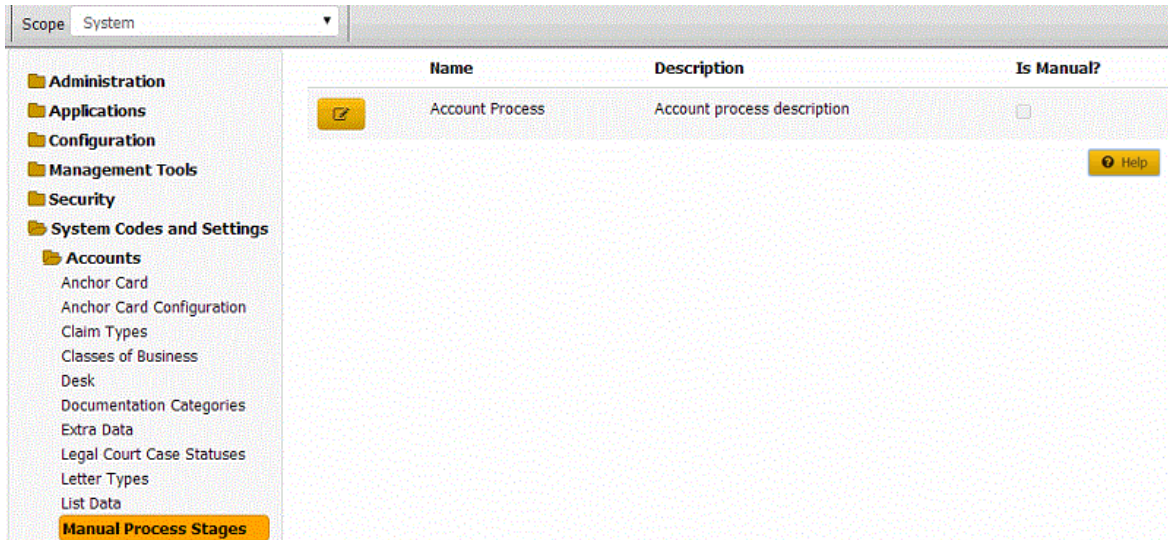 Scope System
Administration
Applications
Configuration
Management Tools
Security
System Codes and Settings
Accounts
Anchor Card
Anchor Card Configuration
Claim Types
Classes of Business
Desk
Documentation Categories
Extra Data
Legal Court Case Statuses
Letter Types
List Data
Manual Process Stages
Name Description Is Manual?
Account Process Account process description
Help